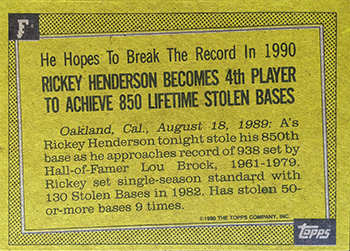 F*
He Hopes To Break The Record In 1990
RICKEY HENDERSON BECOMES 4th PLAYER
TO ACHIEVE 850 LIFETIME STOLEN BASES
Oakland, Cal., August 18, 1989: A's
Rickey Henderson tonight stole his 850th
base as he approaches record of 938 set by
Hall-of-Famer Lou Brock, 1961-1979.
Rickey set single-season standard with
130 Stolen Bases in 1982. Has stolen 50-
or-more bases 9 times.
©1990 THE TOPPS COMPANY, INC.
topps